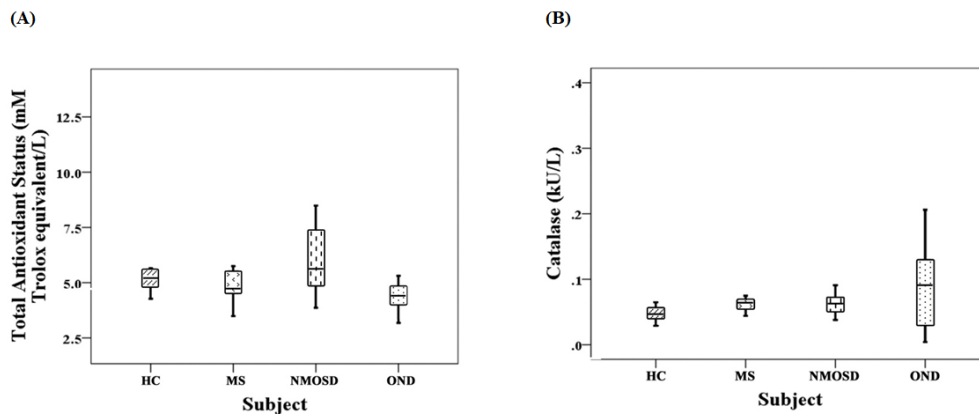 (A)
(B)
Total Antioxidant Status (mM
Trolox equivalent/L)
12.5
10.0
7.5
5.0
2.5
HC MS NMOSD OND
Subject
Catalase (kU/L)
.4
.3
.2
.1
.0
HC MS NMOSD OND
Subject